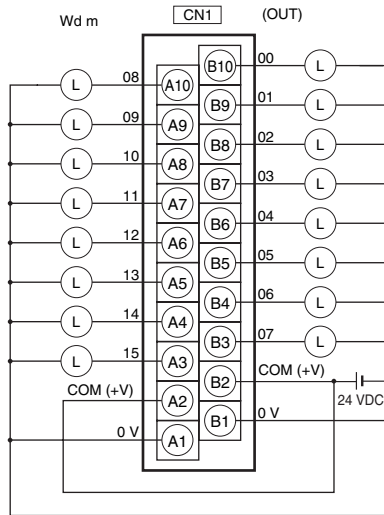 Wd m CN1 (OUT)
B10 00 L
L 08 A10
B9 01 L
L 09 A9
B8 02 L
L 10 A8
B7 03 L
L 11 A7
B6 04 L
L 12 A6
B5 05 L
L 13 A5
B4 06 L
L 14 A4
B3 07 L
L 15 A3
B2 COM (+V)
COM (+V) A2
24 VDC
B1 0 V
0 V A1